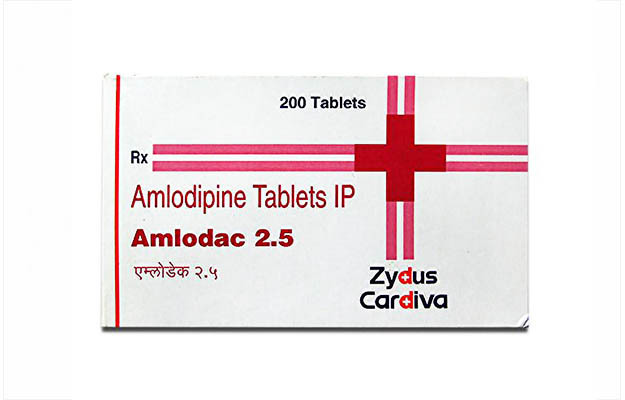 200 Tablets
Rx
Amlodipine Tablets IP
Amlodac 2.5
एम्लोडेक २.५
Zydus
Cardiva